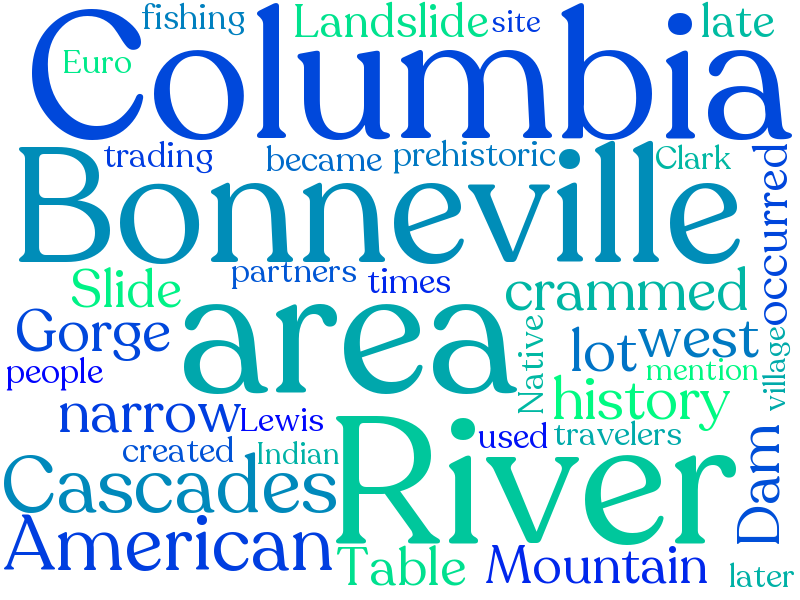 fishing Landslide site late
Euro
Columbia
trading became prehistoric Clark
Bonneville
occurred
partners times
Slide crammed
area
Gorge lot west
Native
people mention
village
history
narrow Lewis
used travelers
created Indian
River
Cascades
Dam
American
Table Mountain
later